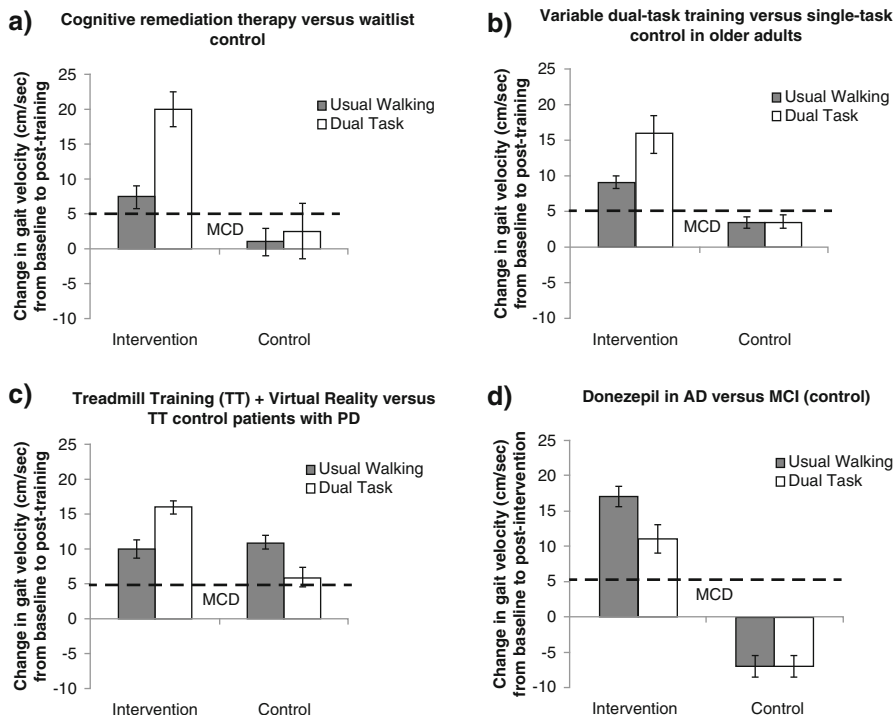 a)
Cognitive remediation therapy versus waitlist
control
Change in gait velocity (cm/sec)
from baseline to post-training
25
20
15
10
5
0
-5
-10
Usual Walking
Dual Task
MCD
Intervention
Control
b)
Variable dual-task training versus single-task
control in older adults
Change in gait velocity (cm/sec)
from baseline to post-training
25
20
15
10
5
0
-5
-10
Usual Walking
Dual Task
MCD
Intervention
Control
c)
Treadmill Training (TT) + Virtual Reality versus
TT control patients with PD
Change in gait velocity (cm/sec)
from baseline to post-training
25
20
15
10
5
0
-5
-10
Usual Walking
Dual Task
MCD
Intervention
Control
d)
Donezepil in AD versus MCI (control)
Change in gait velocity (cm/sec)
from baseline to post-intervention
25
20
15
10
5
0
-5
-10
Usual Walking
Dual Task
MCD
Intervention
Control